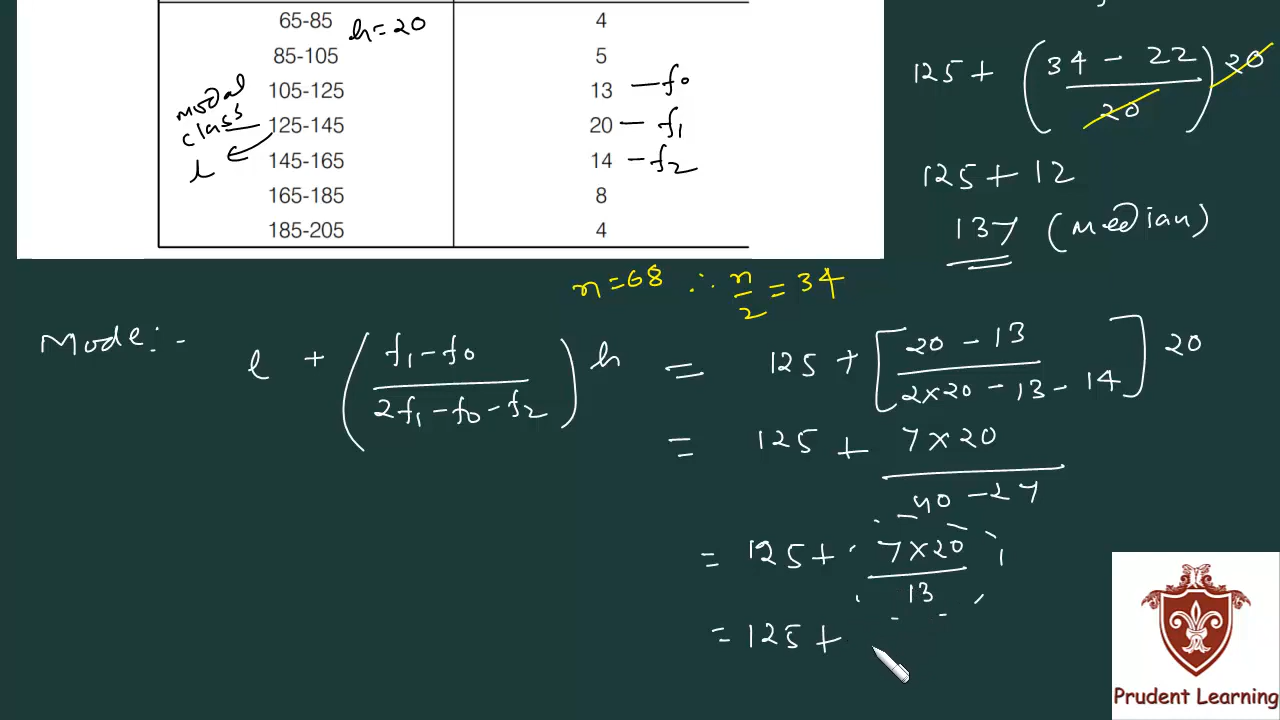 65-85 4
h=20
85-105 5
modal class
105-125 13 — f0
125-145 20 — f1
l
145-165 14 — f2
165-185 8
185-205 4
125 + (34 - 22 / 20) 20
125 + 12
137 (median)
n=68 ∴ n/2 = 34
Mode:- l + (f1-f0 / 2f1-f0-f2) h = 125 + [20 - 13 / 2×20 - 13 - 14] 20
= 125 + 7×20 / 40-27
= 125 + 7×20 / 13
= 125 +
Prudent Learning